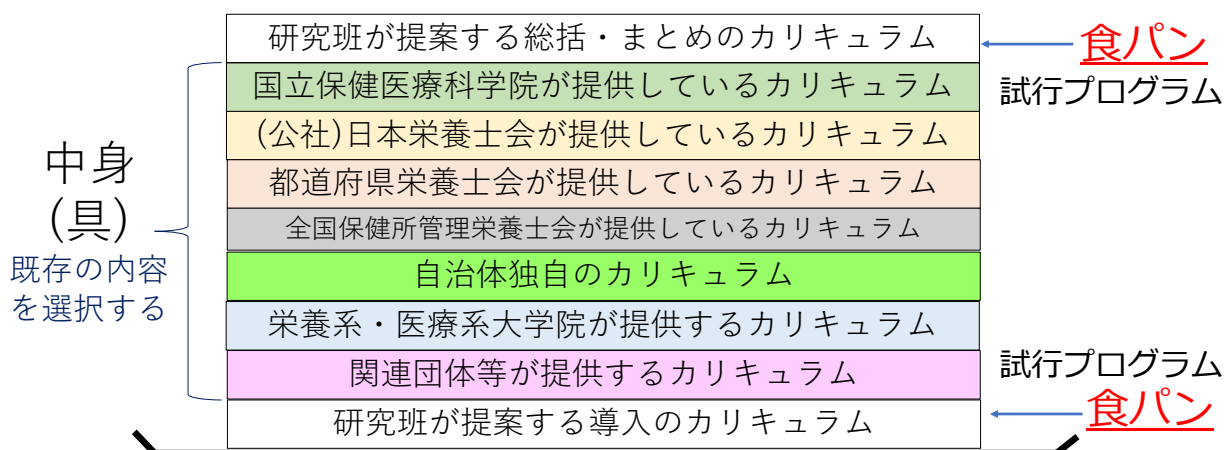 研究班が提案する総括・まとめのカリキュラム
食パン
試行プログラム
国立保健医療科学院が提供しているカリキュラム
(公社)日本栄養士会が提供しているカリキュラム
都道府県栄養士会が提供しているカリキュラム
全国保健所管理栄養士会が提供しているカリキュラム
自治体独自のカリキュラム
栄養系・医療系大学院が提供するカリキュラム
関連団体等が提供するカリキュラム
研究班が提案する導入のカリキュラム
中身
(具)
既存の内容
を選択する
試行プログラム
食パン